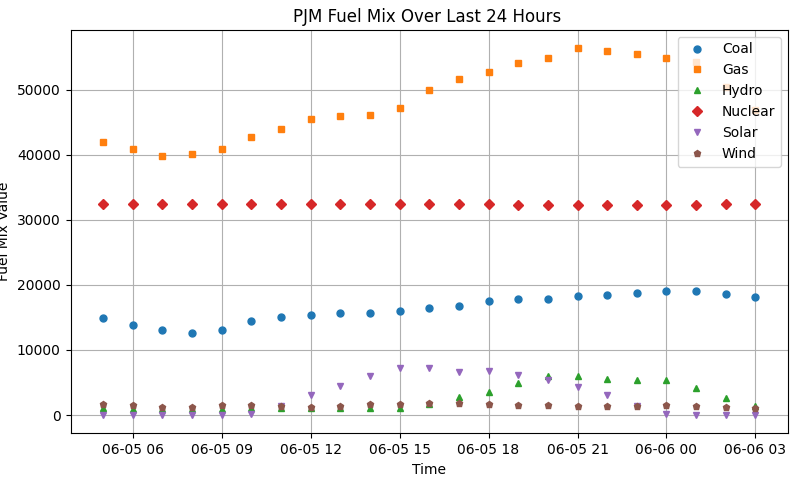 PJM Fuel Mix Over Last 24 Hours
Coal
Gas
Hydro
Nuclear
Solar
Wind
50000
40000
30000
20000
10000
0
Fuel Mix Value
06-05 06
06-05 09
06-05 12
06-05 15
06-05 18
06-05 21
06-06 00
06-06 03
Time